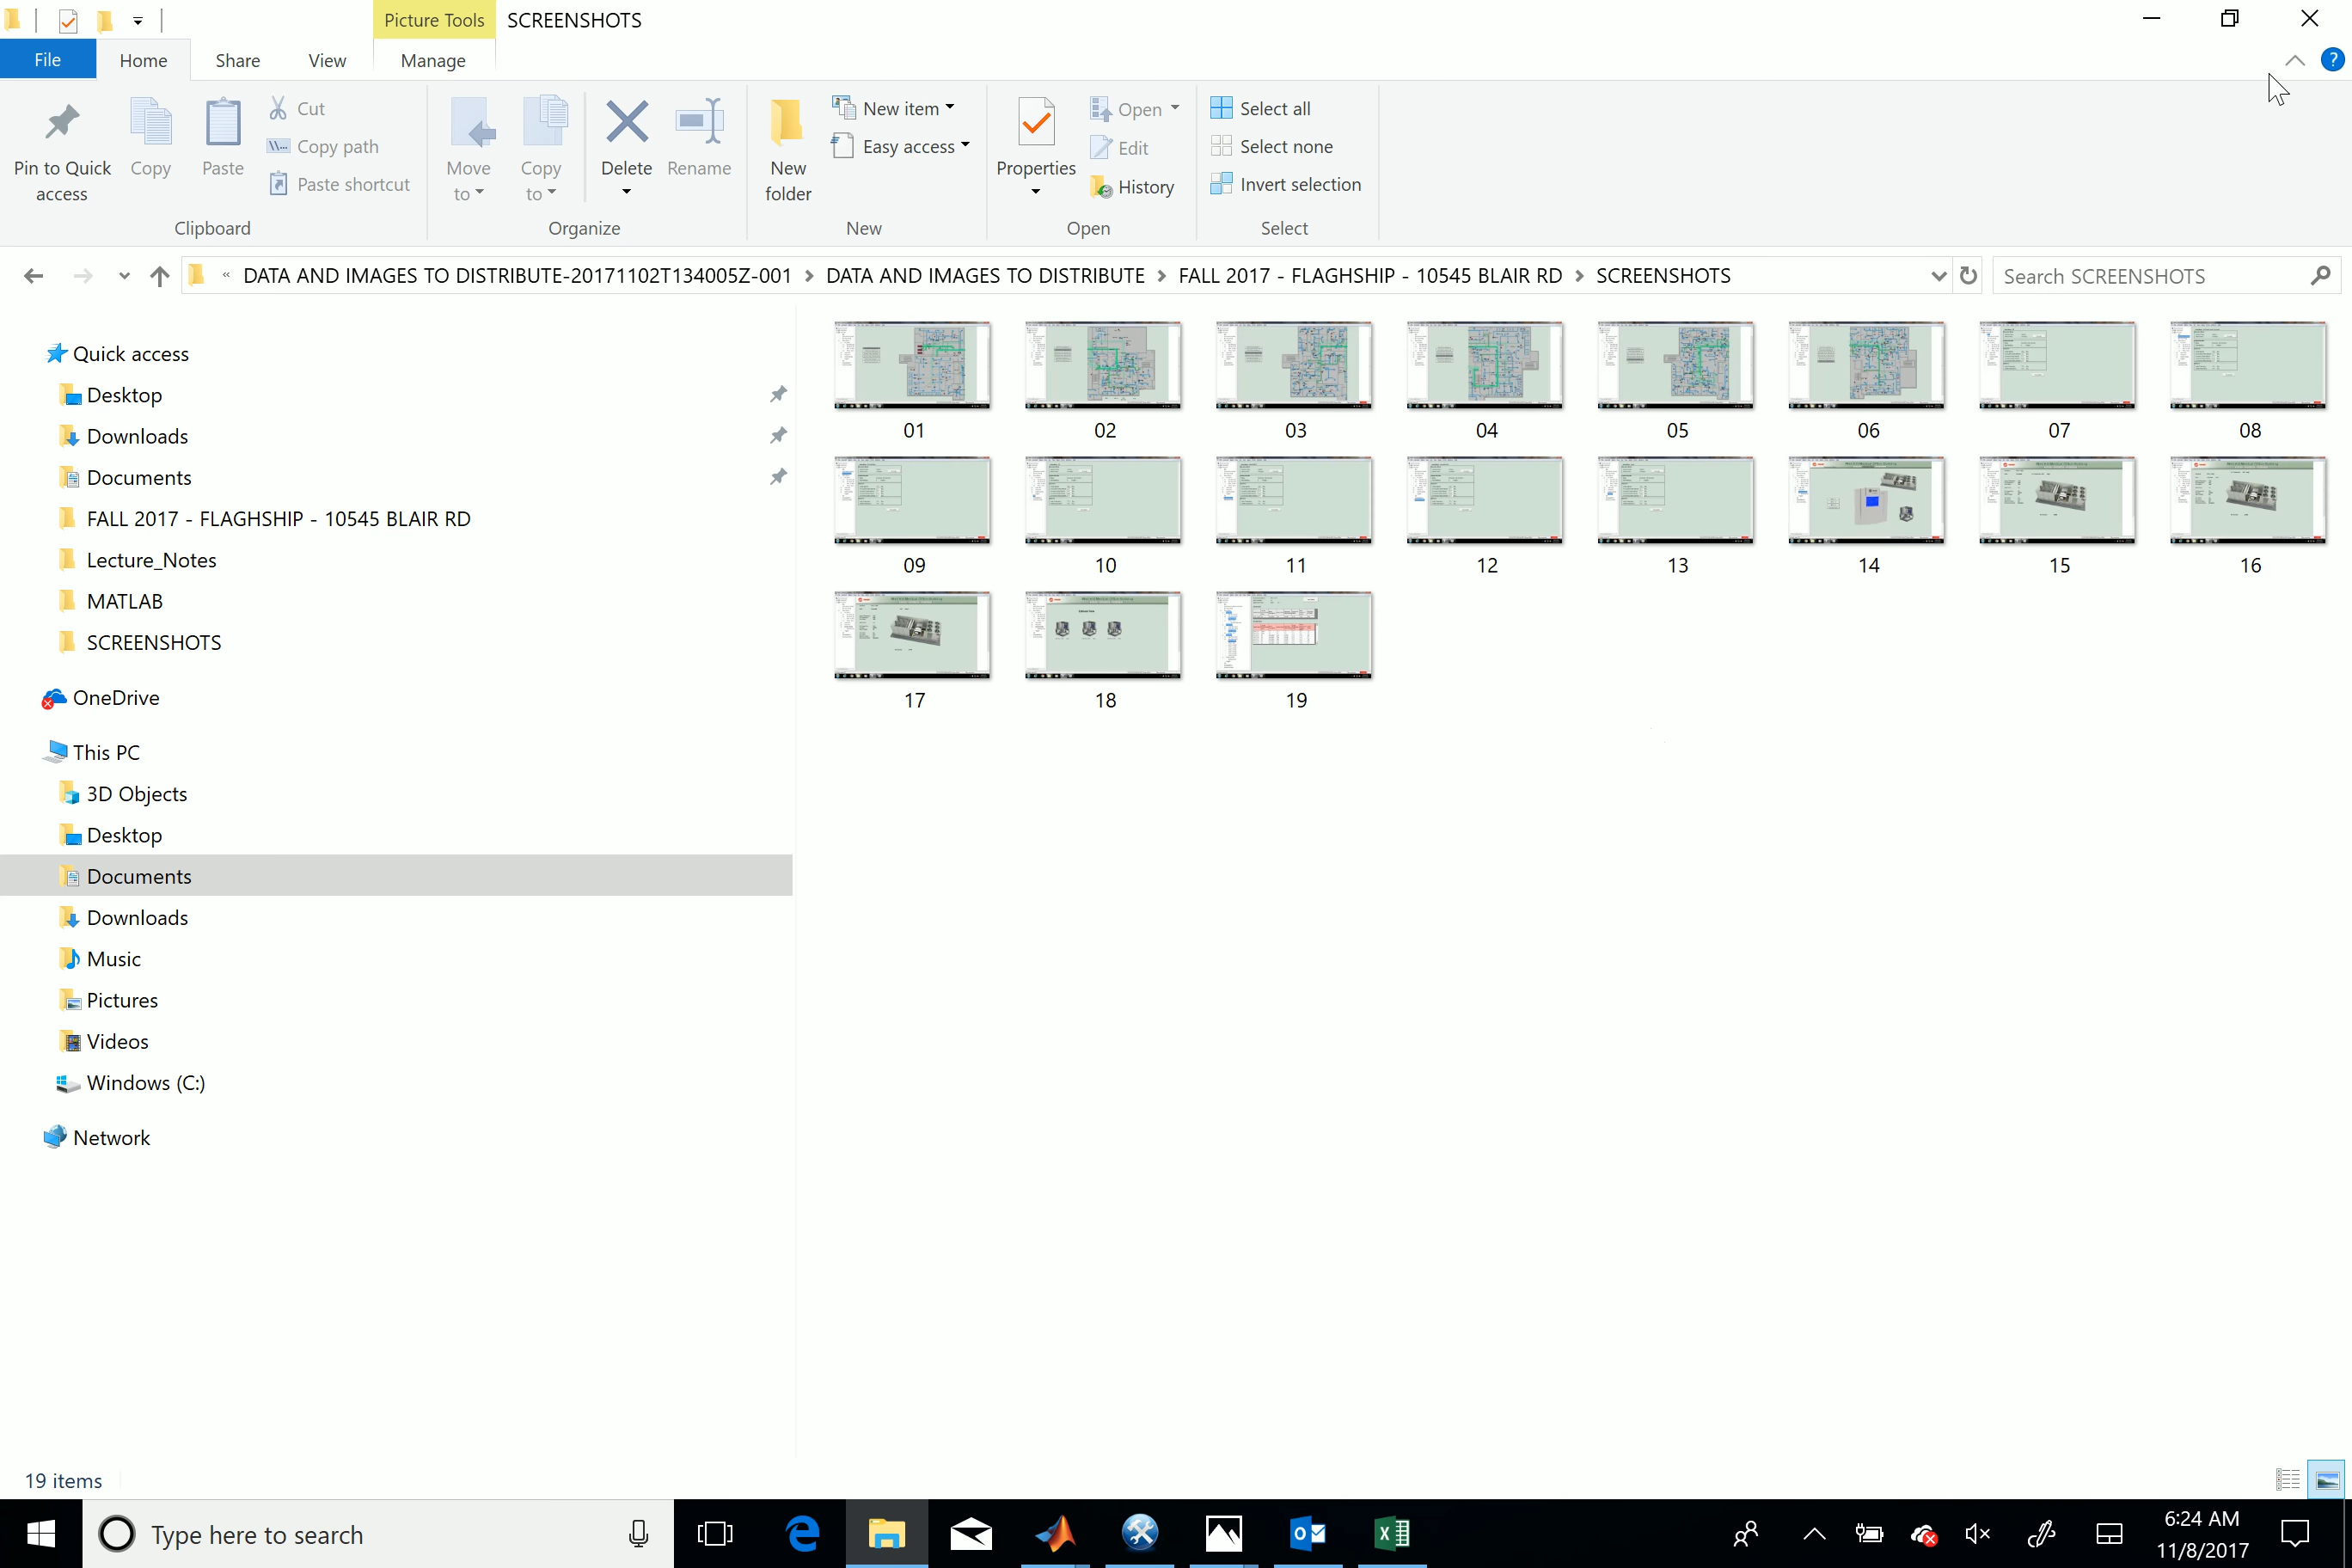 Picture Tools SCREENSHOTS
File Home Share View Manage
Pin to Quick access
Copy
Paste
Cut
Copy path
Paste shortcut
Clipboard
Move to
Copy to
Delete
Rename
Organize
New folder
New item
Easy access
New
Properties
Open
Edit
History
Open
Select all
Select none
Invert selection
Select
« DATA AND IMAGES TO DISTRIBUTE-20171102T134005Z-001 > DATA AND IMAGES TO DISTRIBUTE > FALL 2017 - FLAGHSHIP - 10545 BLAIR RD > SCREENSHOTS
Search SCREENSHOTS
Quick access
Desktop
Downloads
Documents
FALL 2017 - FLAGHSHIP - 10545 BLAIR RD
Lecture_Notes
MATLAB
SCREENSHOTS
OneDrive
This PC
3D Objects
Desktop
Documents
Downloads
Music
Pictures
Videos
Windows (C:)
Network
01 02 03 04 05 06 07 08
09 10 11 12 13 14 15 16
17 18 19
19 items
Type here to search
6:24 AM
11/8/2017